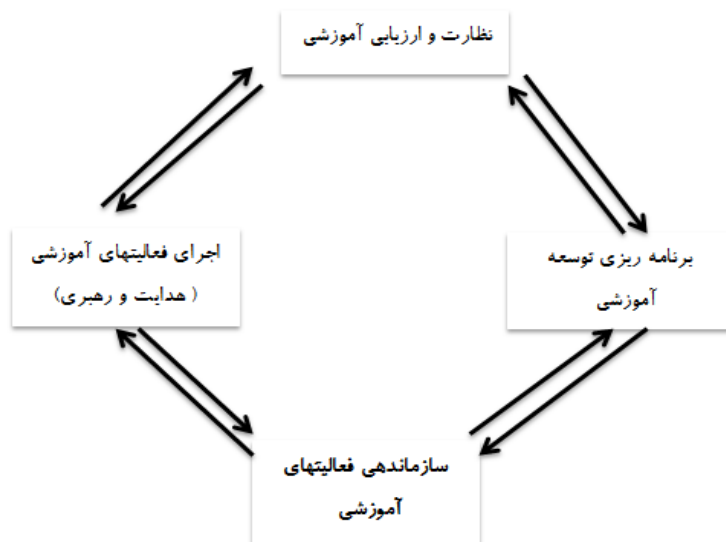 نظارت و ارزیابی آموزشی
برنامه ریزی توسعه
آموزشی
اجرای فعالیتهای آموزشی
( هدایت و رهبری)
سازماندهی فعالیتهای
آموزشی